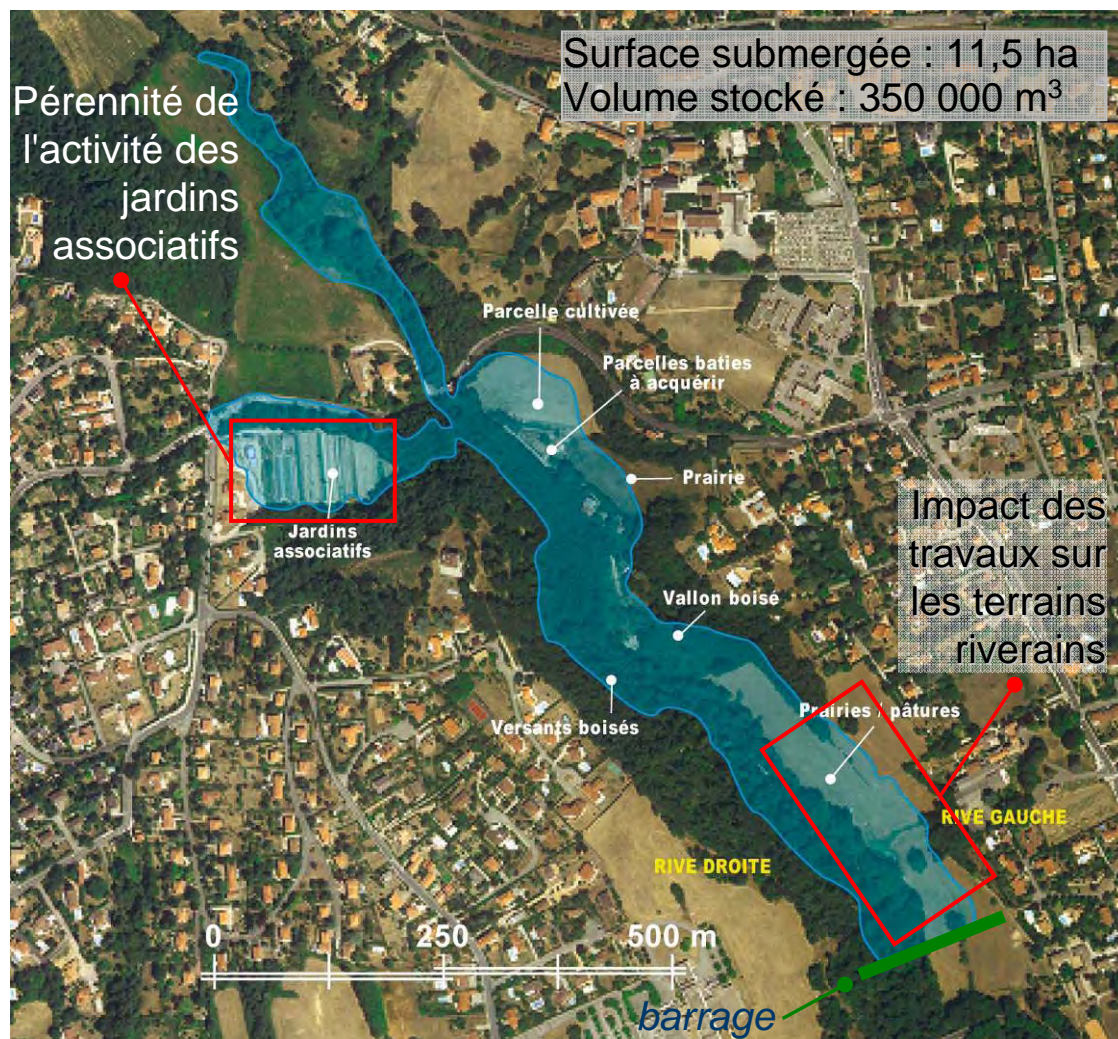 Surface submergée : 11,5 ha
Volume stocké : 350 000 m³
Pérennité de
l'activité des
jardins
associatifs
Parcelle cultivée
Parcelles baties
à acquérir
Prairie
Jardins
associatifs
Impact des
travaux sur
les terrains
riverains
Vallon boisé
Versants boisés
Prairies / pâtures
RIVE GAUCHE
RIVE DROITE
0 250 500 m
barrage